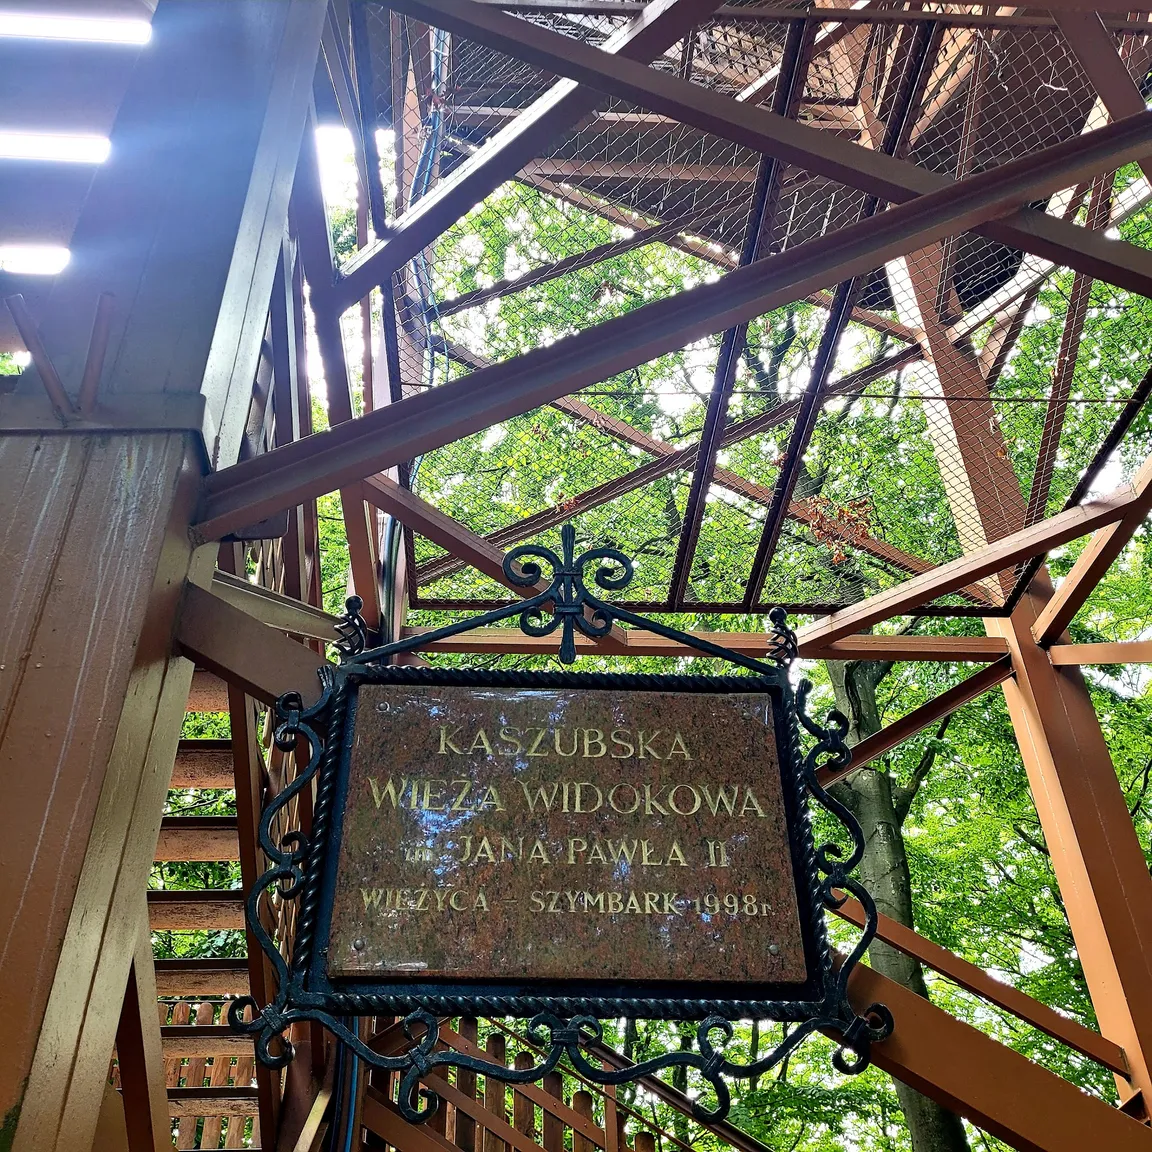 KASZUBSKA
WIEŻA WIDOKOWA
im. JANA PAWŁA II
WIEŻYCA - SZYMBARK 1998r.